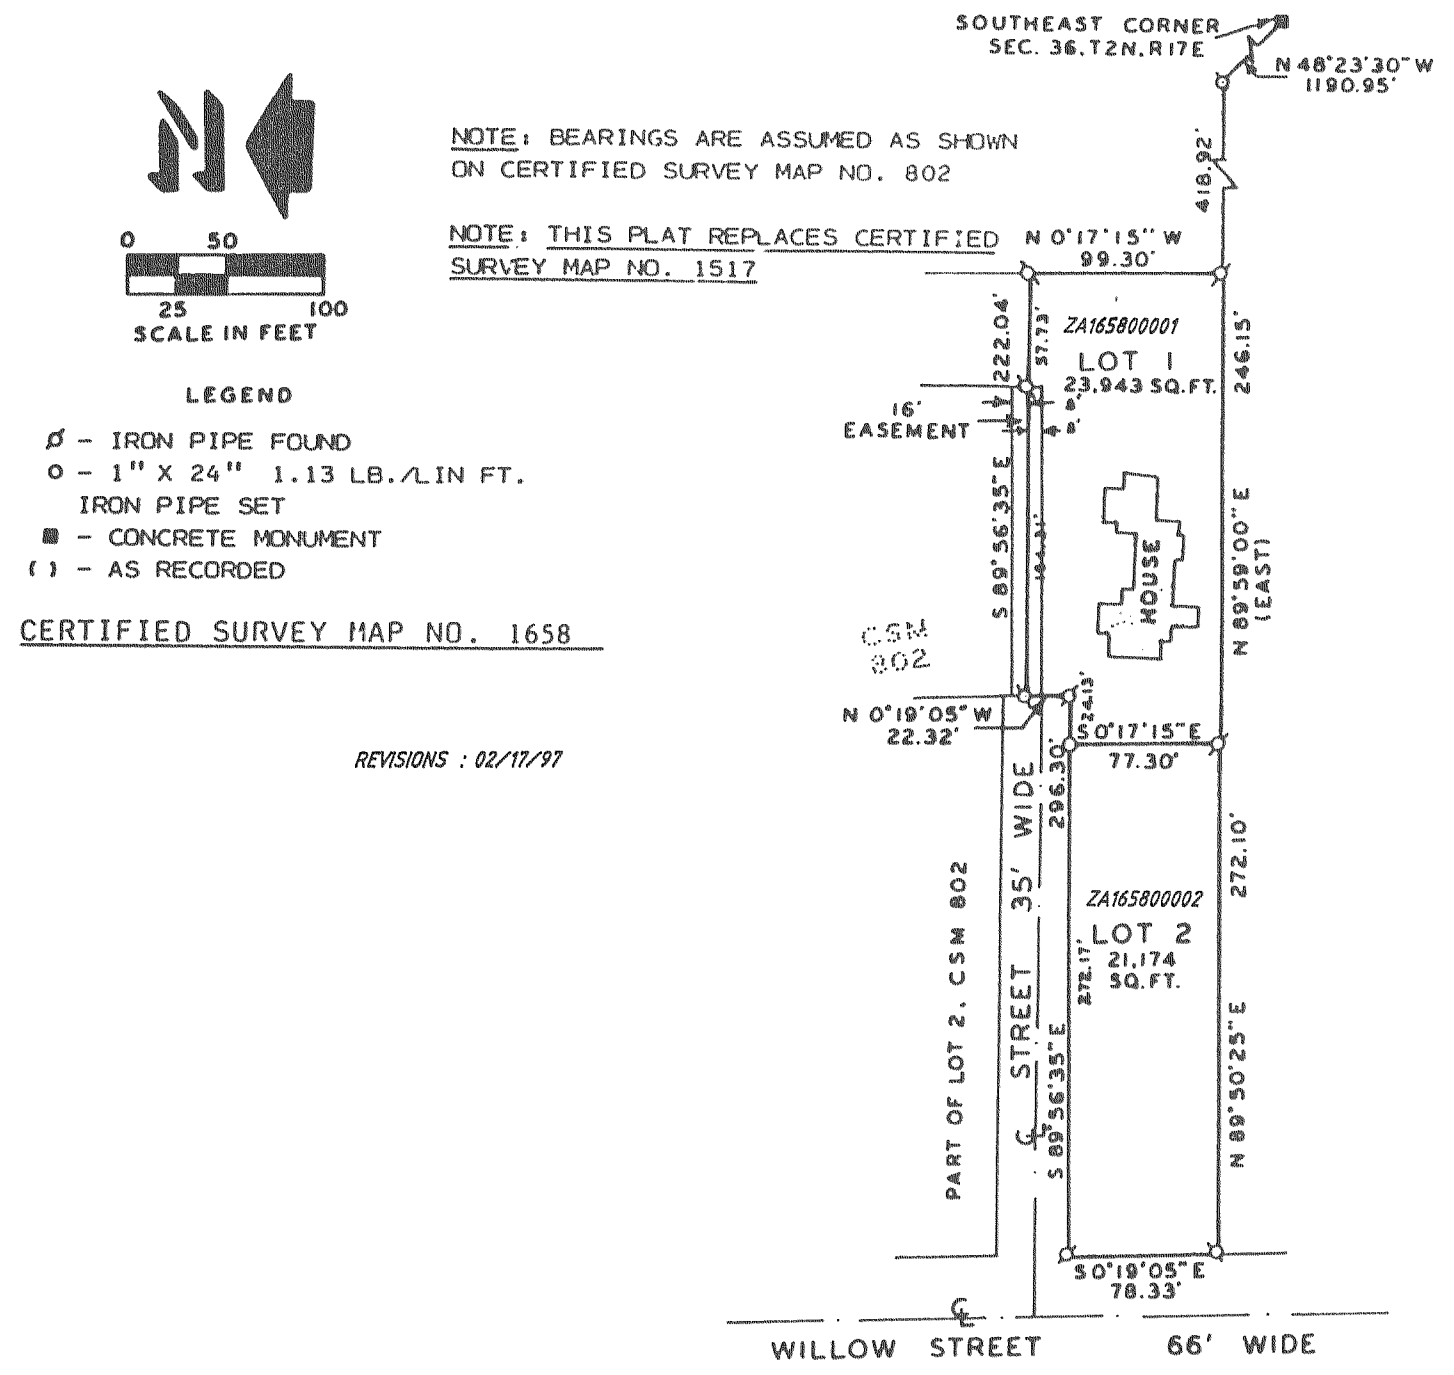 SOUTHEAST CORNER
SEC. 36, T2N, R17E
N 48°23'30" W
1190.95'
N
NOTE: BEARINGS ARE ASSUMED AS SHOWN
ON CERTIFIED SURVEY MAP NO. 802
418.92'
0 50
25 100
SCALE IN FEET
NOTE: THIS PLAT REPLACES CERTIFIED
SURVEY MAP NO. 1517
N 0°17'15" W
99.30'
LEGEND
Ø - IRON PIPE FOUND
O - 1" X 24" 1.13 LB./LIN FT.
IRON PIPE SET
■ - CONCRETE MONUMENT
( ) - AS RECORDED
CERTIFIED SURVEY MAP NO. 1658
222.04'
57.73'
ZA165800001
LOT 1
23,943 SQ.FT.
246.15'
16'
EASEMENT
8'
8'
S 89°56'35" E
HOUSE
N 89°59'00" E
(EAST)
CSM
802
N 0°19'05" W
22.32'
24.13'
S 0°17'15" E
77.30'
REVISIONS : 02/17/97
STREET 35' WIDE
296.30'
PART OF LOT 2, CSM 802
ZA165800002
LOT 2
21,174
SQ.FT.
272.10'
272.17'
S 89°56'35" E
N 89°50'25" E
℄
S 0°19'05" E
78.33'
℄
WILLOW STREET 66' WIDE